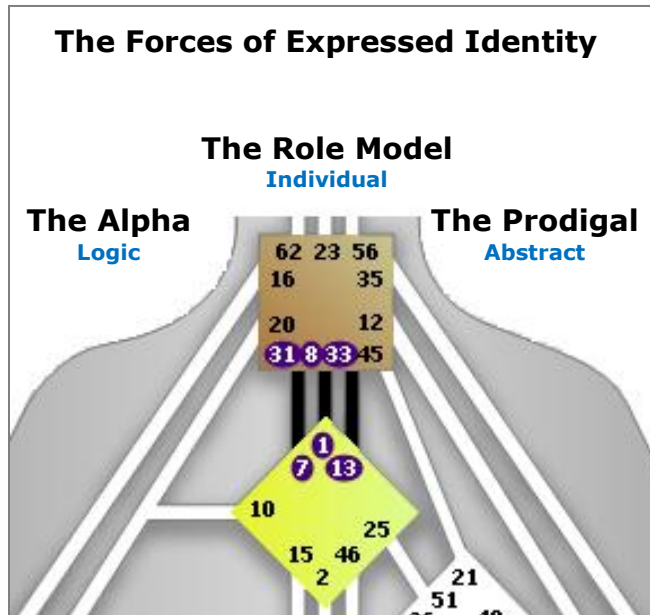 The Forces of Expressed Identity
The Role Model
Individual
The Alpha
Logic
The Prodigal
Abstract
62 23 56
16 35
20 12
31 8 33 45
1
7 13
10
25
15 46
2
21
51